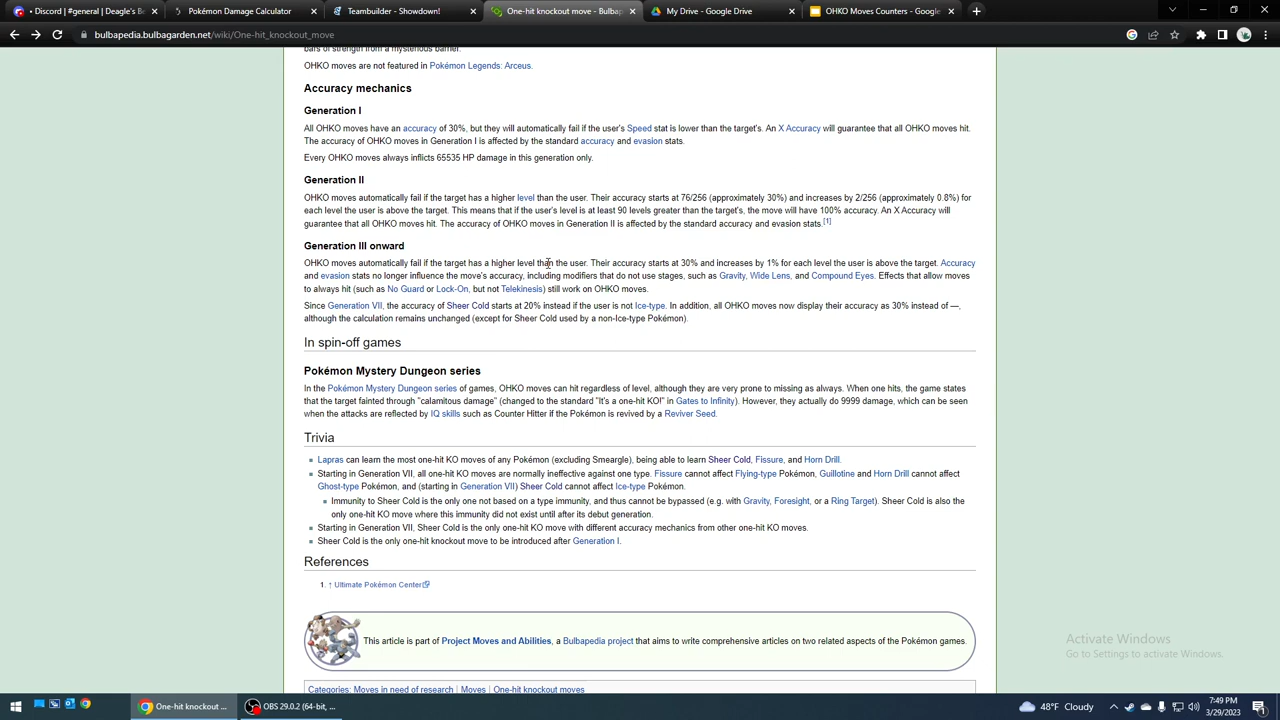 Discord | #general | Deagle's Bo
Pokémon Damage Calculator
Teambuilder - Showdown!
One-hit
OHKO Moves Counters - Google
bulbapedia.bulbagarden.net/wiki/One-hit_knockout_move
bars of strength from a mysterious barrier.
OHKO moves are not featured in Pokémon Legends: Arceus.
Accuracy mechanics
Generation I
All OHKO moves have an accuracy of 30%, but they will automatically fail if the user's Speed stat is lower than the target's. An X Accuracy will guarantee that all OHKO moves hit.
The accuracy of OHKO moves in Generation I is affected by the standard accuracy and evasion stats.
Every OHKO move always inflicts 65535 HP damage in this generation only.
Generation II
OHKO moves automatically fail if the target has a higher level than the user. Their accuracy starts at 76/256 (approximately 30%) and increases by 2/256 (approximately 0.8%) for
each level the user is above the target. This means that if the user's level is at least 90 levels greater than the target's, the move will have 100% accuracy. An X Accuracy will
guarantee that all OHKO moves hit. The accuracy of OHKO moves in Generation II is affected by the standard accuracy and evasion stats.[1]
Generation III onward
OHKO moves automatically fail if the target has a higher level than the user. Their accuracy starts at 30% and increases by 1% for each level the user is above the target. Accuracy
and evasion stats no longer influence the move's accuracy, including modifiers that do not use stages, such as Gravity, Wide Lens, and Compound Eyes. Effects that allow moves
to always hit (such as No Guard or Lock-On, but not Telekinesis) still work on OHKO moves.
Since Generation VII, the accuracy of Sheer Cold starts at 20% instead if the user is not Ice-type. In addition, all OHKO moves now display their accuracy as 30% instead of —,
although the calculation remains unchanged (except for Sheer Cold used by a non-Ice-type Pokémon).
In spin-off games
Pokémon Mystery Dungeon series
In the Pokémon Mystery Dungeon series of games, OHKO moves can hit regardless of level, although they are very prone to missing as always. When one hits, the game states
that the target fainted through "calamitous damage" (changed to the standard "It's a one-hit KO!" in Gates to Infinity). However, they actually do 9999 damage, which can be seen
when the attacks are reflected by IQ skills such as Counter Hitter if the Pokémon is revived by a Reviver Seed.
Trivia
Lapras can learn the most one-hit KO moves of any Pokémon (excluding Smeargle), being able to learn Sheer Cold, Fissure, and Horn Drill.
Starting in Generation VII, all one-hit KO moves are normally ineffective against one type. Fissure cannot affect Flying-type Pokémon, Guillotine and Horn Drill cannot affect
Ghost-type Pokémon, and (starting in Generation VII) Sheer Cold cannot affect Ice-type Pokémon.
Immunity to Sheer Cold is the only one not based on a type immunity, and thus cannot be bypassed (e.g. with Gravity, Foresight, or a Ring Target). Sheer Cold is also the
only one-hit KO move where this immunity did not exist until after its debut generation.
Starting in Generation VII, Sheer Cold is the only one-hit KO move with different accuracy mechanics from other one-hit KO moves.
Sheer Cold is the only one-hit knockout move to be introduced after Generation I.
References
1. ↑ Ultimate Pokémon Center
This article is part of Project Moves and Abilities, a Bulbapedia project that aims to write comprehensive articles on two related aspects of the Pokémon games.
Categories: Moves in need of research | Moves | One-hit knockout moves
Activate Windows
Go to Settings to activate Windows.
One-hit knockout ...
OBS 29.0.2 (64-bit, ...
48°F Cloudy
7:49 PM
3/29/2023